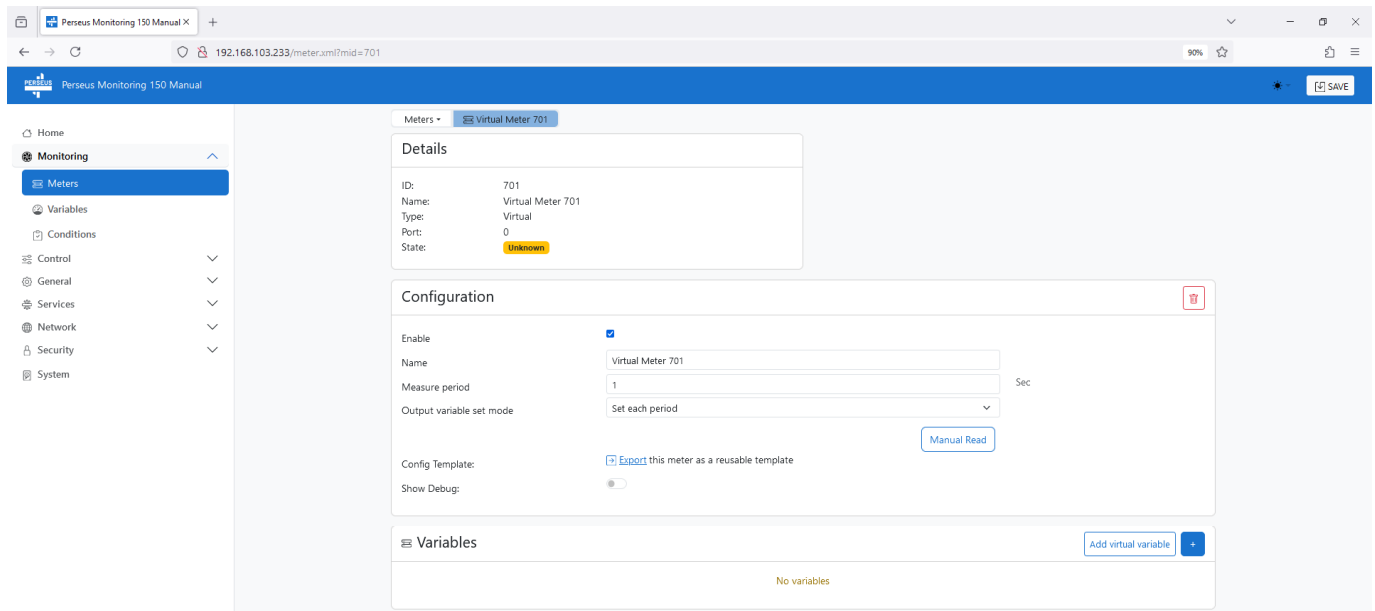 Perseus Monitoring 150 Manual
192.168.103.233/meter.xml?mid=701
90%
PERSEUS
Perseus Monitoring 150 Manual
SAVE
Home
Monitoring
Meters
Variables
Conditions
Control
General
Services
Network
Security
System
Meters
Virtual Meter 701
Details
ID: 701
Name: Virtual Meter 701
Type: Virtual
Port: 0
State: Unknown
Configuration
Enable
Name Virtual Meter 701
Measure period 1 Sec
Output variable set mode Set each period
Manual Read
Config Template: Export this meter as a reusable template
Show Debug:
Variables
Add virtual variable +
No variables